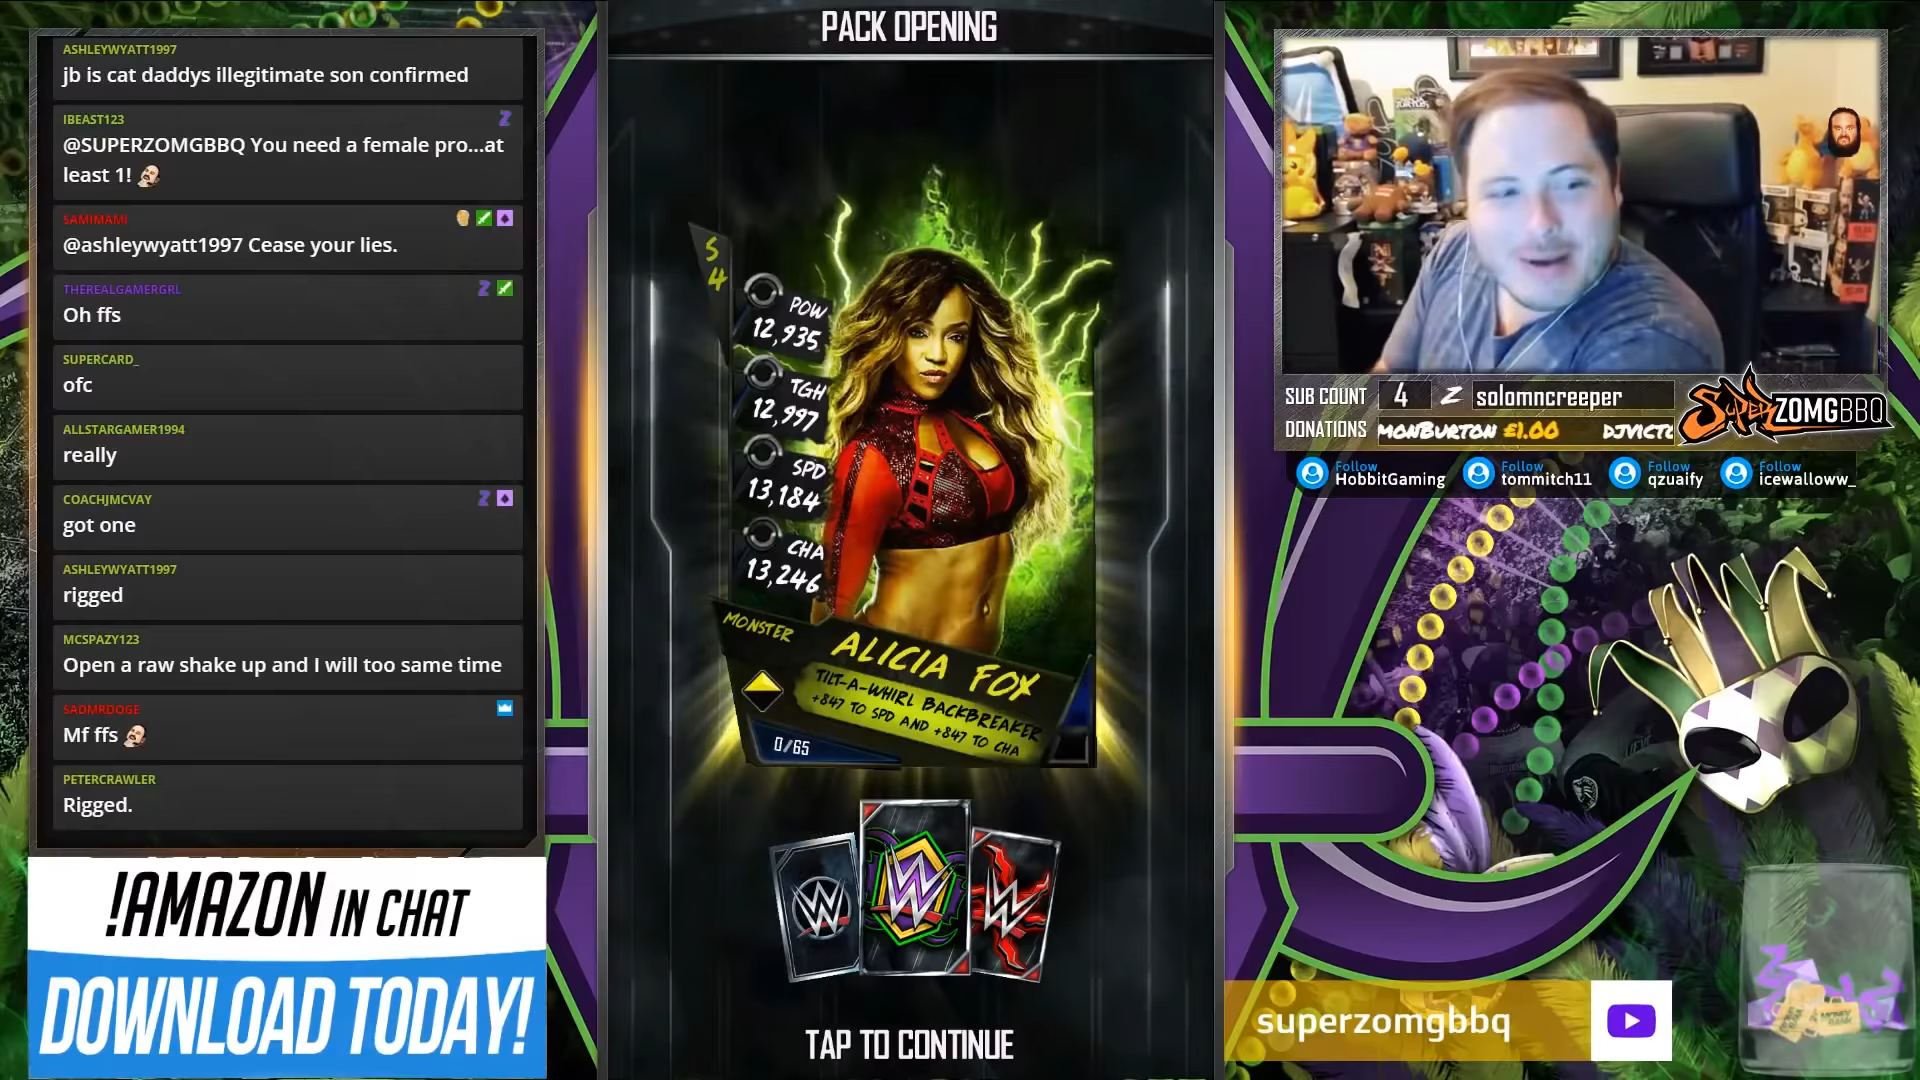 ASHLEYWYATT1997
jb is cat daddys illegitimate son confirmed
IBEAST123
@SUPERZOMGBBQ You need a female pro...at
least 1!
SAMIMAMI
@ashleywyatt1997 Cease your lies.
THEREALGAMERGRL
Oh ffs
SUPERCARD_
ofc
ALLSTARGAMER1994
really
COACHJMCVAY
got one
ASHLEYWYATT1997
rigged
MCSPAZY123
Open a raw shake up and I will too same time
SADMRDOGE
Mf ffs
PETERCRAWLER
Rigged.
!AMAZON IN CHAT
DOWNLOAD TODAY!
PACK OPENING
S
4
POW
12,935
TGH
12,997
SPD
13,184
CHA
13,246
MONSTER
ALICIA FOX
TILT-A-WHIRL BACKBREAKER
+847 TO SPD AND +847 TO CHA
0/65
TAP TO CONTINUE
SUB COUNT 4 Z solomncreeper
DONATIONS MONBURTON £1.00 DJVICTO
SUPERZOMGBBQ
Follow HobbitGaming
Follow tommitch11
Follow qzuaify
Follow icewalloww_
superzomgbbq